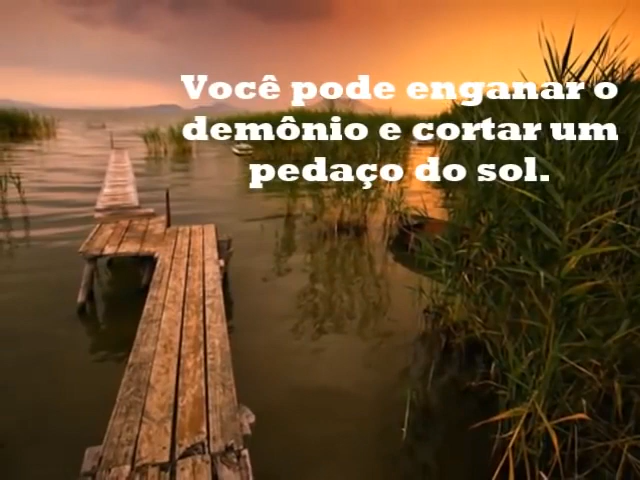 Você pode enganar o
demônio e cortar um
pedaço do sol.